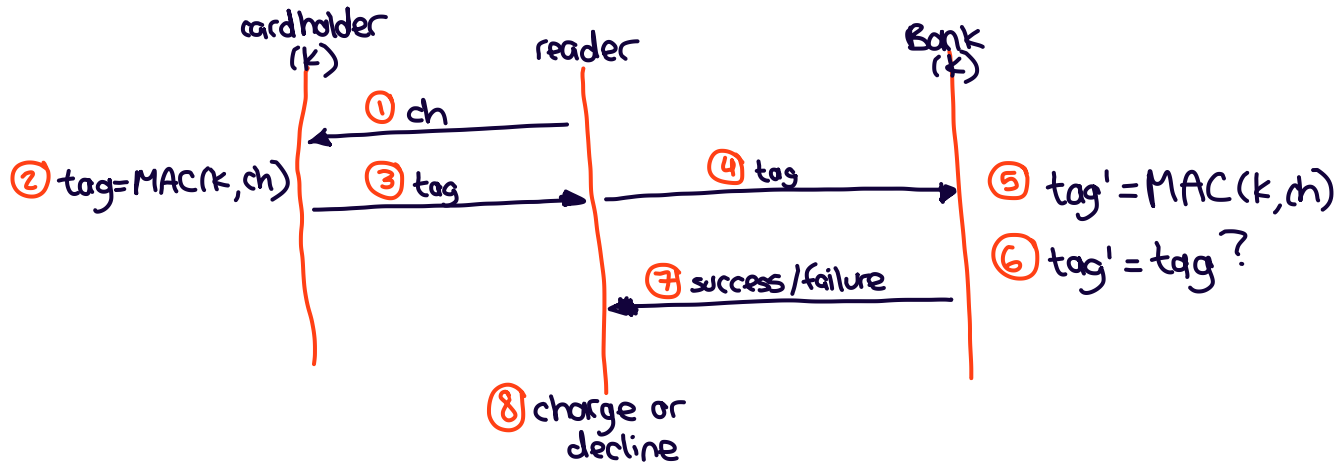 cardholder
(k)
reader
Bank
(k)
① ch
② tag=MAC(k,ch)
③ tag
④ tag
⑤ tag'=MAC(k,ch)
⑥ tag'=tag?
⑦ success/failure
⑧ charge or
decline